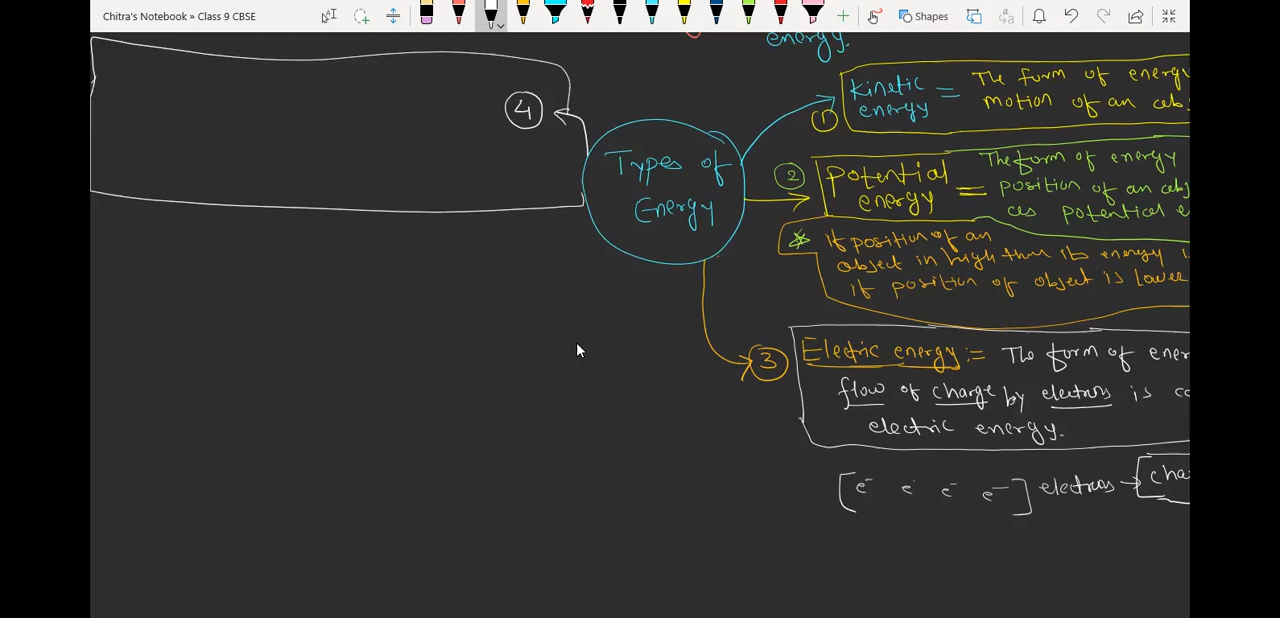 Chitra's Notebook » Class 9 CBSE
Shapes
energy.
Kinetic energy = The form of energy
motion of an
1
2
Potential energy = The form of energy
position of an
potential e
Types of
Energy
4
* if position of an
object in high than its energy i
if position of object is lower
3
Electric energy := The form of ener
flow of charge by electrons is c
electric energy.
[e⁻ e⁻ e⁻ e⁻] electrons → [cha